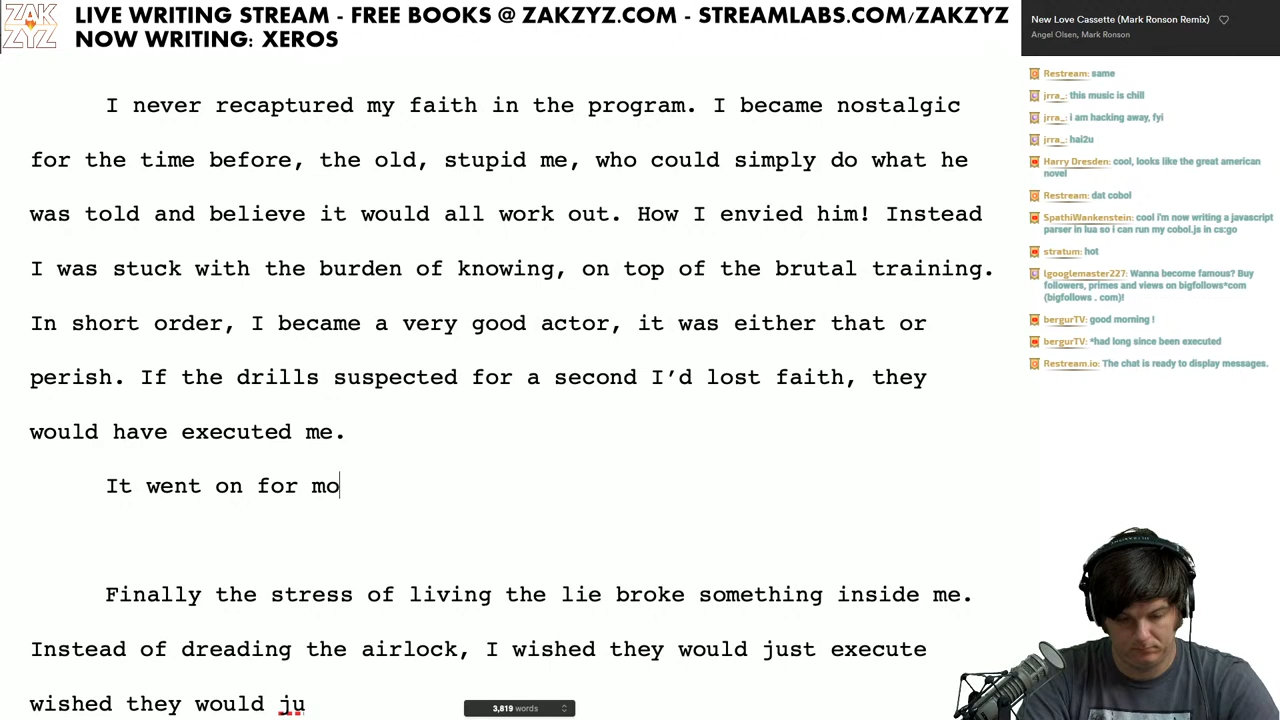 ZAK
ZYZ
LIVE WRITING STREAM - FREE BOOKS @ ZAKZYZ.COM - STREAMLABS.COM/ZAKZYZ
NOW WRITING: XEROS
I never recaptured my faith in the program. I became nostalgic
for the time before, the old, stupid me, who could simply do what he
was told and believe it would all work out. How I envied him! Instead
I was stuck with the burden of knowing, on top of the brutal training.
In short order, I became a very good actor, it was either that or
perish. If the drills suspected for a second I’d lost faith, they
would have executed me.
It went on for mo
Finally the stress of living the lie broke something inside me.
Instead of dreading the airlock, I wished they would just execute
wished they would ju
3,819 words
New Love Cassette (Mark Ronson Remix)
Angel Olsen, Mark Ronson
Restream: same
jrra_: this music is chill
jrra_: i am hacking away, fyi
jrra_: hai2u
Harry Dresden: cool, looks like the great american
novel
Restream: dat cobol
SpathiWankenstein: cool i'm now writing a javascript
parser in lua so i can run my cobol.js in cs:go
stratum: hot
lgooglemaster227: Wanna become famous? Buy
followers, primes and views on bigfollows*com
(bigfollows . com)!
bergurTV: good morning !
bergurTV: *had long since been executed
Restream.io: The chat is ready to display messages.